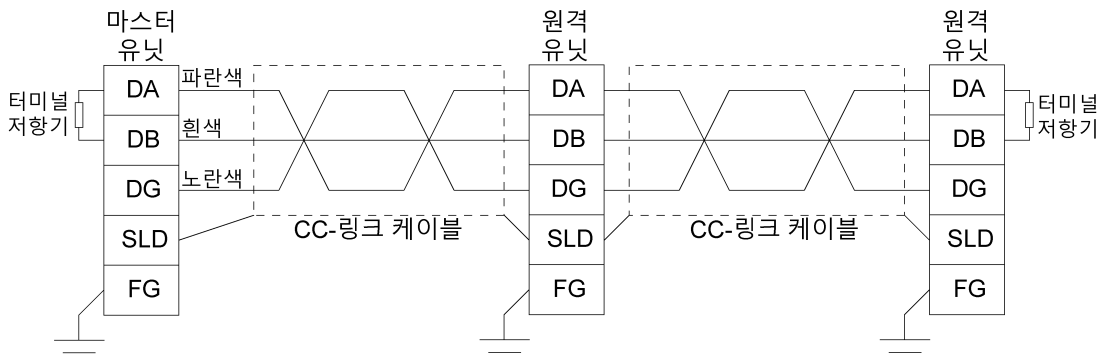 마스터
유닛
원격
유닛
원격
유닛
터미널
저항기
DA
DB
DG
SLD
FG
파란색
흰색
노란색
CC-링크 케이블
DA
DB
DG
SLD
FG
CC-링크 케이블
DA
DB
DG
SLD
FG
터미널
저항기